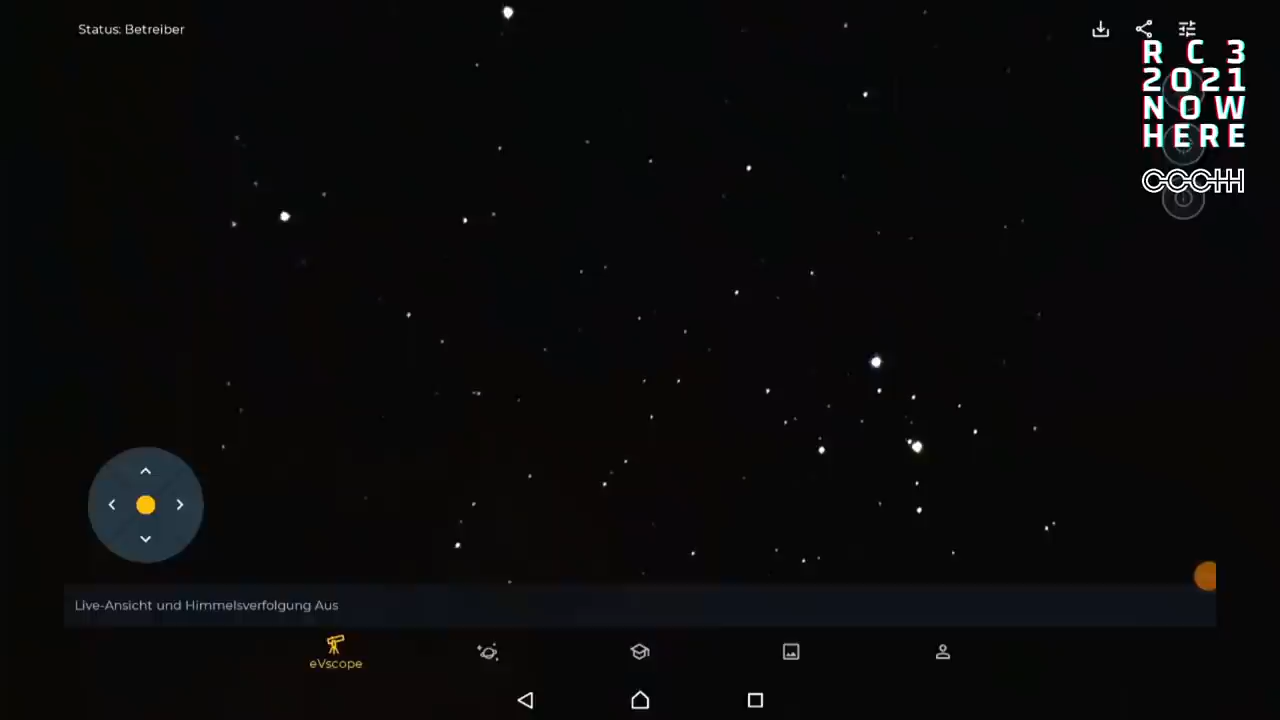 Status: Betreiber
R C 3
2021
NOW
HERE
CCCHH
Live-Ansicht und Himmelsverfolgung Aus
eVscope